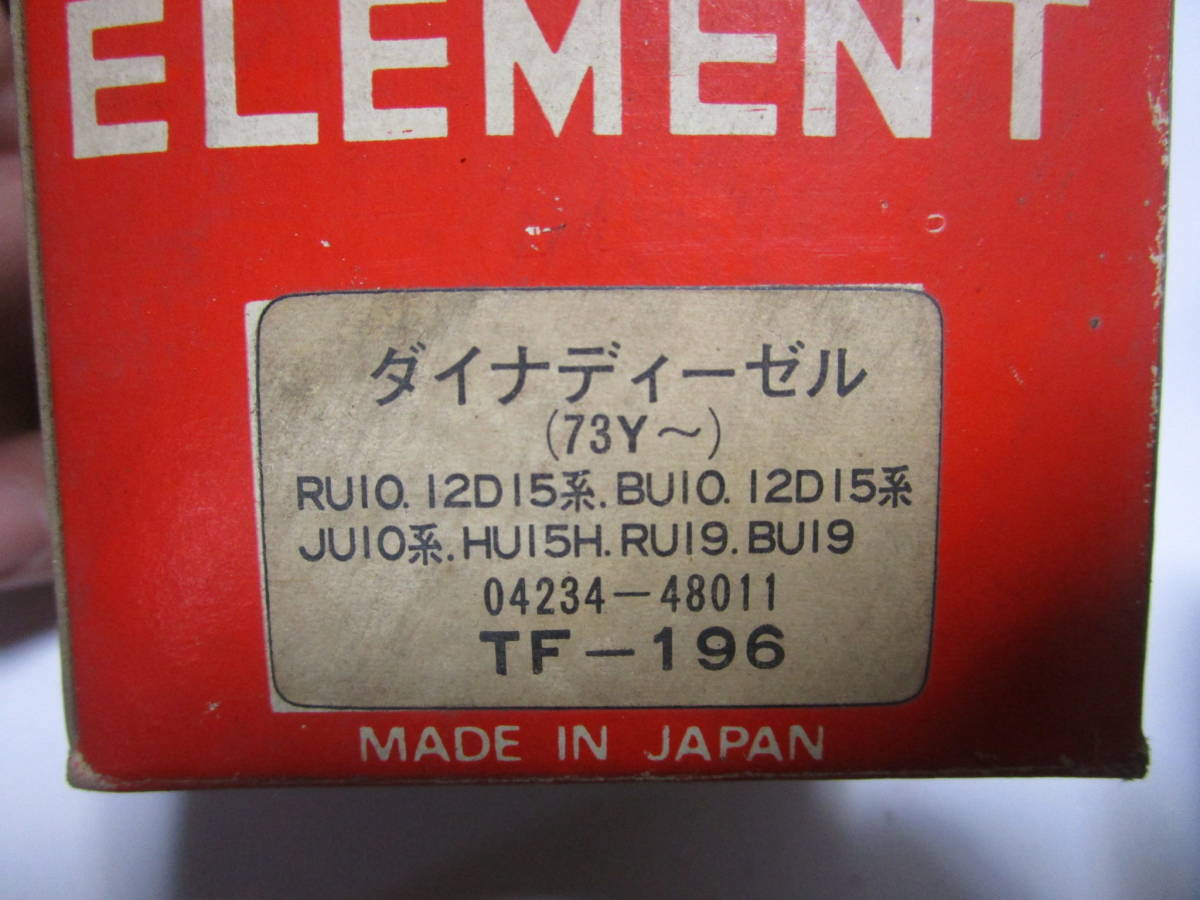 ELEMENT
ダイナディーゼル
(73Y～)
RU10.12D15系.BU10.12D15系
JU10系.HU15H.RU19.BU19
04234-48011
TF-196
MADE IN JAPAN